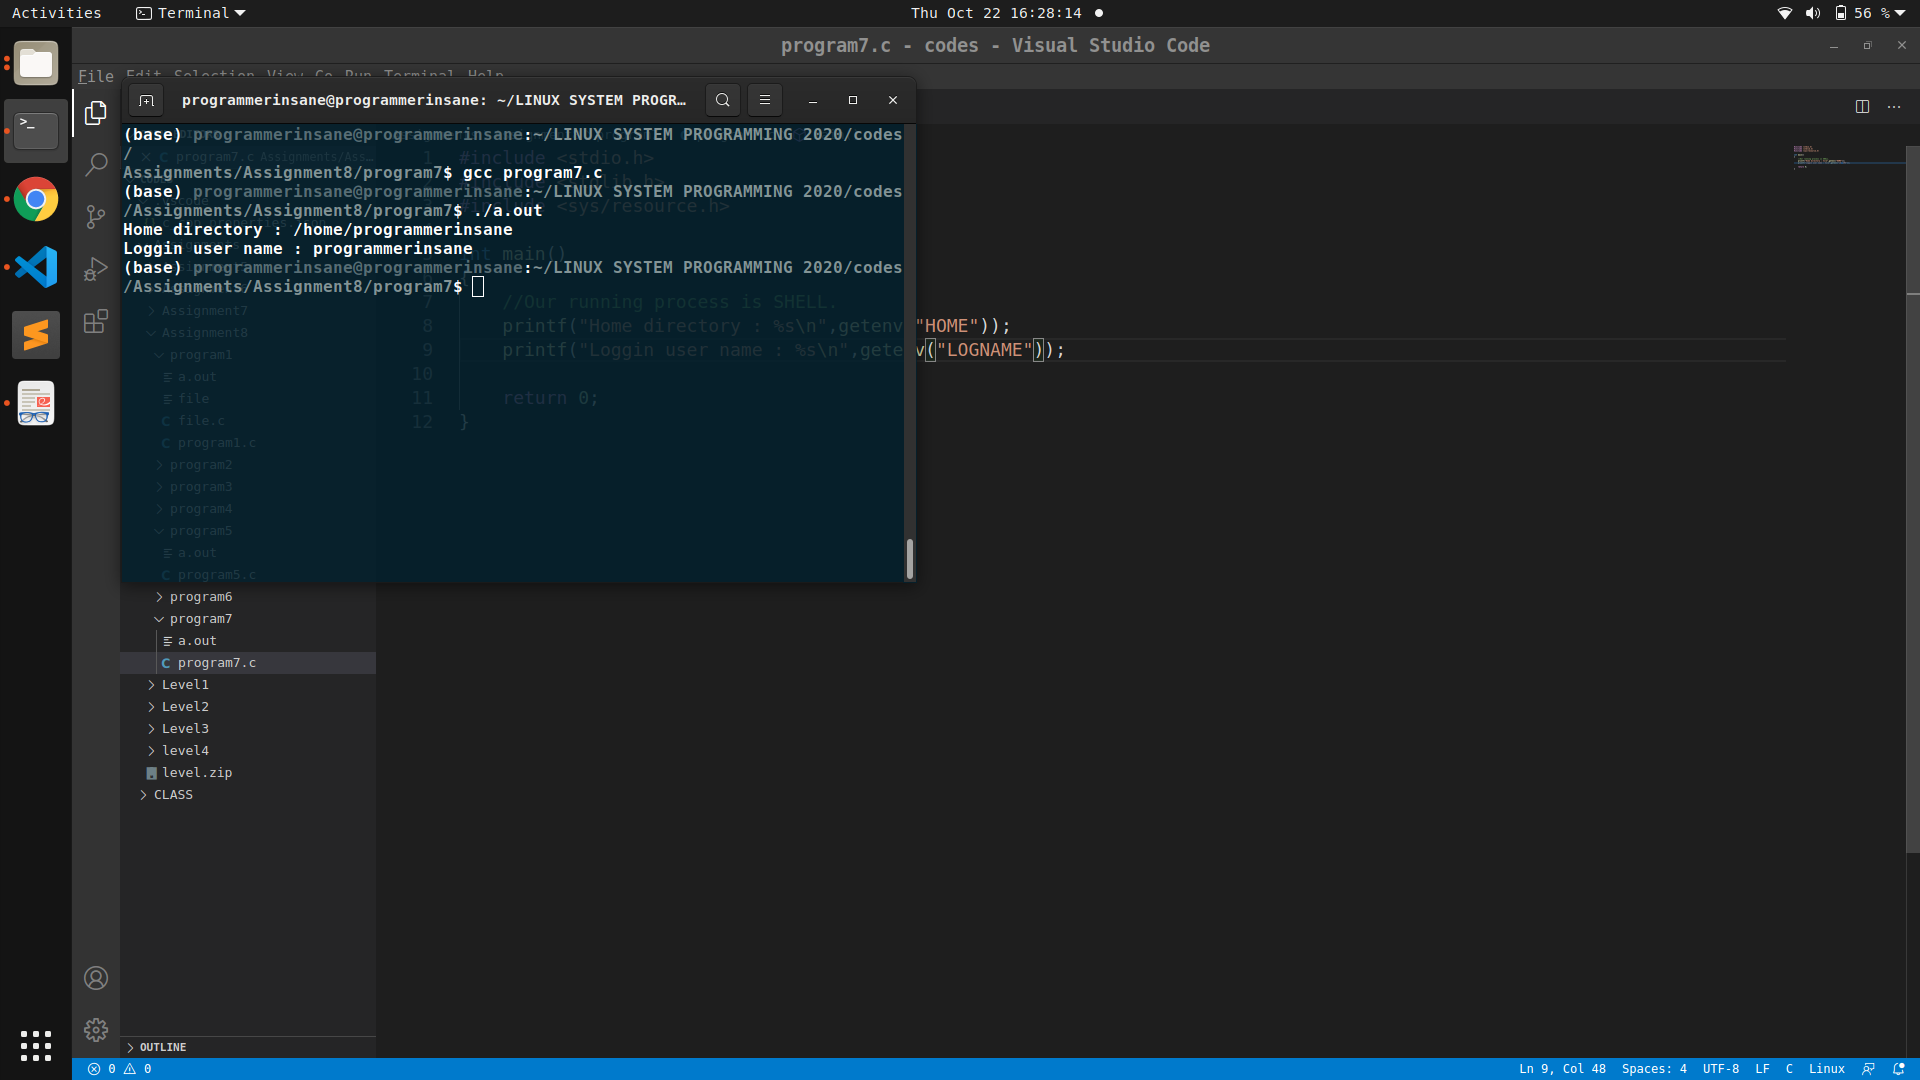 Activities Terminal Thu Oct 22 16:28:14 56 %
program7.c - codes - Visual Studio Code
File Edit Selection View Go Run Terminal Help
programmerinsane@programmerinsane: ~/LINUX SYSTEM PROGR…
(base) programmerinsane@programmerinsane:~/LINUX SYSTEM PROGRAMMING 2020/codes
/
Assignments/Assignment8/program7$ gcc program7.c
(base) programmerinsane@programmerinsane:~/LINUX SYSTEM PROGRAMMING 2020/codes
/Assignments/Assignment8/program7$ ./a.out
Home directory : /home/programmerinsane
Loggin user name : programmerinsane
(base) programmerinsane@programmerinsane:~/LINUX SYSTEM PROGRAMMING 2020/codes
/Assignments/Assignment8/program7$
program7.c Assignments/Ass…
1 #include <stdio.h>
#include <sys/resource.h>
main()
7 //Our running process is SHELL.
8 printf("Home directory : %s\n",getenv("HOME"));
9 printf("Loggin user name : %s\n",getenv("LOGNAME"));
10
11 return 0;
12 }
Assignment7
Assignment8
program1
a.out
file
C file.c
C program1.c
program2
program3
program4
program5
a.out
C program5.c
program6
program7
a.out
C program7.c
Level1
Level2
Level3
level4
level.zip
CLASS
OUTLINE
0 0 Ln 9, Col 48 Spaces: 4 UTF-8 LF C Linux